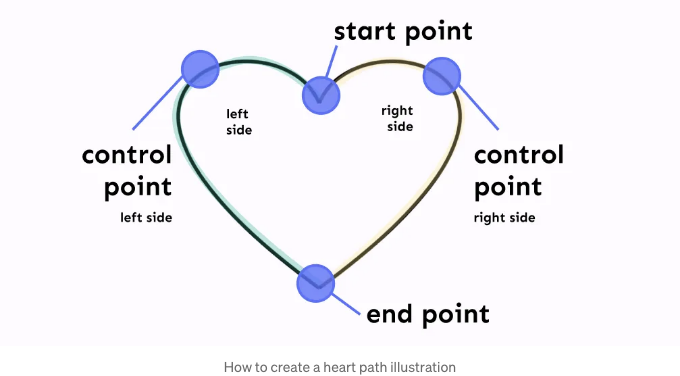 start point
left
side
right
side
control
point
left side
control
point
right side
end point
How to create a heart path illustration